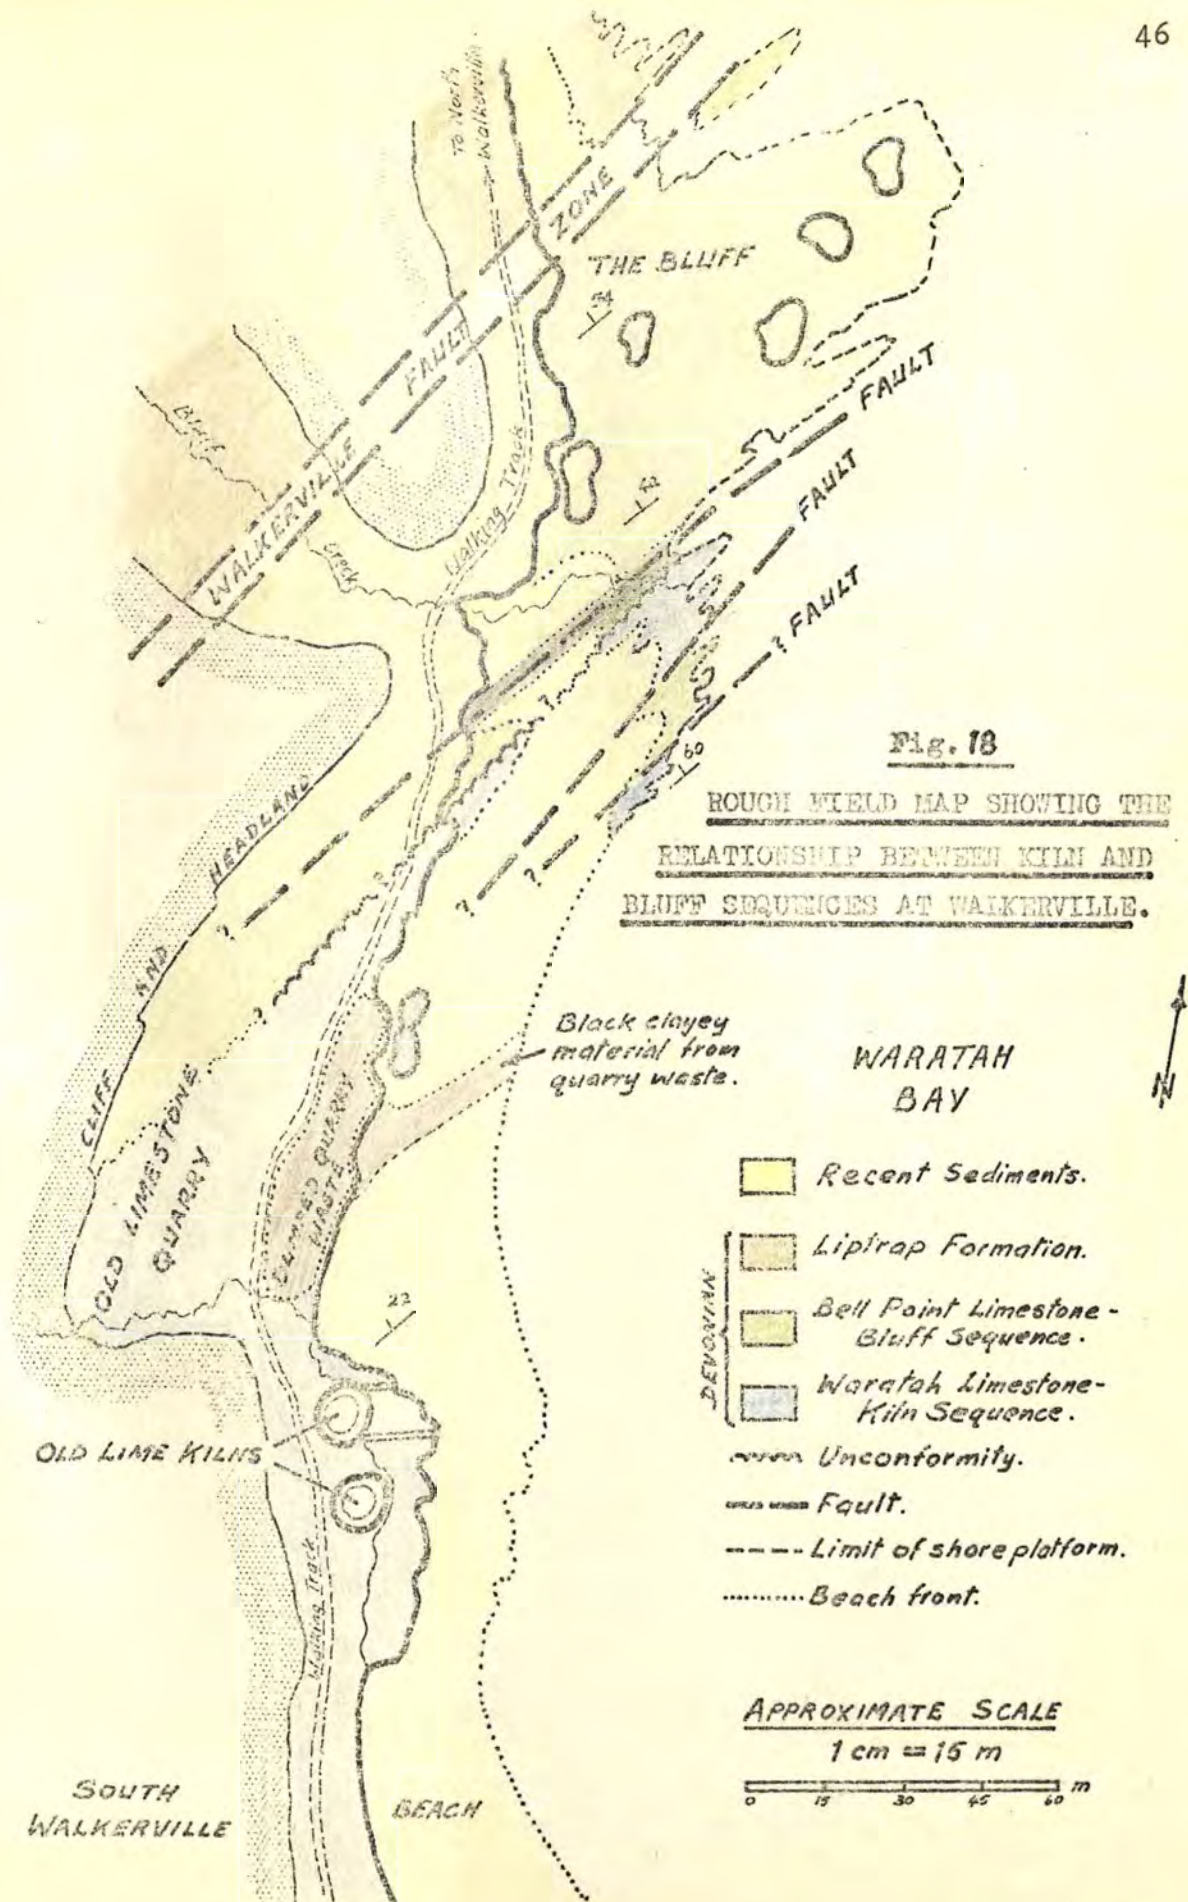 46
To North
Walkerville
ZONE
THE BLUFF
FAULT
WALKERVILLE
Bluff
Creek
Walking Track
FAULT
FAULT
? FAULT
?
60
Fig. 18
ROUGH FIELD MAP SHOWING THE
RELATIONSHIP BETWEEN KILN AND
BLUFF SEQUENCES AT WALKERVILLE.
CLIFF AND HEADLAND
?
?
?
?
Black clayey
material from
quarry waste.
WARATAH
BAY
N
OLD LIMESTONE
QUARRY
DUMPED QUARRY
WASTE
22
Recent Sediments.
DEVONIAN
Liptrap Formation.
Bell Point Limestone-
Bluff Sequence.
Waratah Limestone-
Kiln Sequence.
Unconformity.
Fault.
Limit of shore platform.
Beach front.
OLD LIME KILNS
Walking Track
APPROXIMATE SCALE
1 cm = 15 m
0 15 30 45 60 m
SOUTH
WALKERVILLE
BEACH